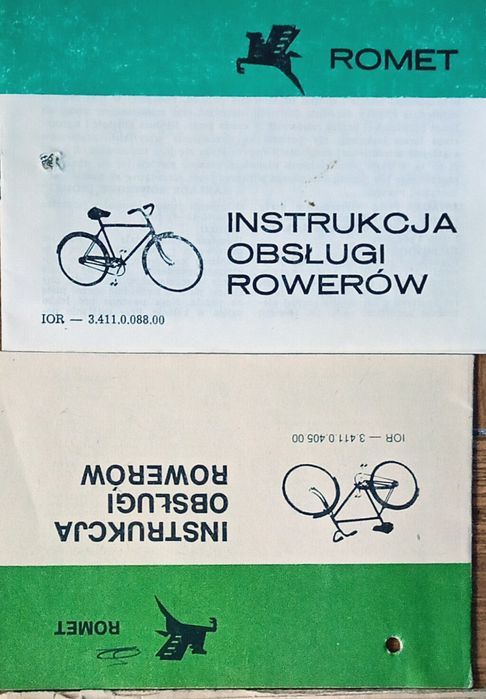 ROMET
INSTRUKCJA
OBSŁUGI
ROWERÓW
IOR — 3.411.0.088.00
ROMET
INSTRUKCJA
OBSŁUGI
ROWERÓW
IOR — 3.411.0.405.00